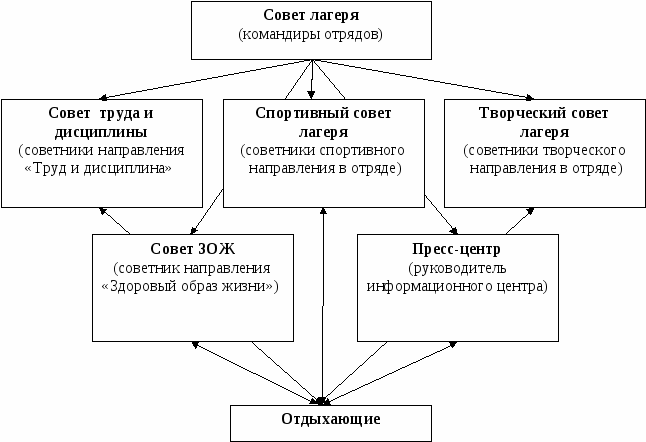 Совет лагеря
(командиры отрядов)
Совет труда и
дисциплины
(советники направления
«Труд и дисциплина»
Спортивный совет
лагеря
(советники спортивного
направления в отряде)
Творческий совет
лагеря
(советники творческого
направления в отряде)
Совет ЗОЖ
(советник направления
«Здоровый образ жизни»)
Пресс-центр
(руководитель
информационного центра)
Отдыхающие